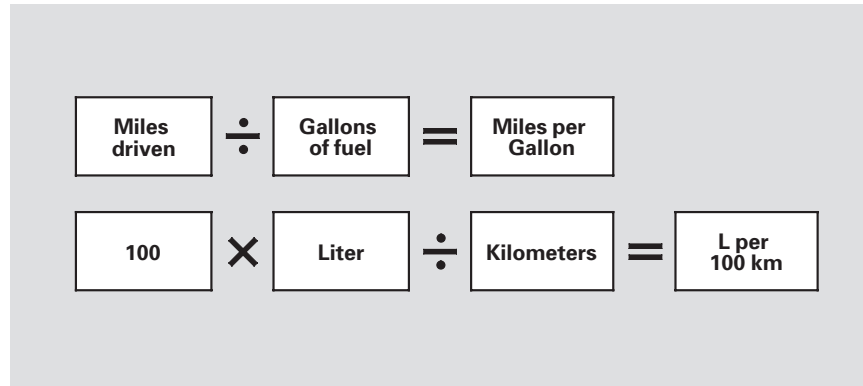 Miles driven ÷ Gallons of fuel = Miles per Gallon
100 × Liter ÷ Kilometers = L per 100 km